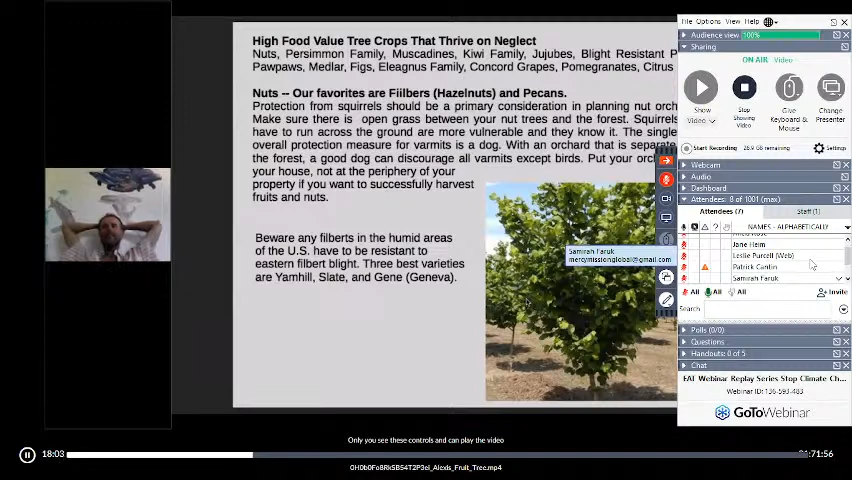 High Food Value Tree Crops That Thrive on Neglect
Nuts, Persimmon Family, Muscadines, Kiwi Family, Jujubes, Blight Resistant P
Pawpaws, Medlar, Figs, Eleagnus Family, Concord Grapes, Pomegranates, Citrus
Nuts -- Our favorites are Fiilbers (Hazelnuts) and Pecans.
Protection from squirrels should be a primary consideration in planning nut orch
Make sure there is open grass between your nut trees and the forest. Squirrels
have to run across the ground are more vulnerable and they know it. The single
overall protection measure for varmits is a dog. With an orchard that is separate
the forest, a good dog can discourage all varmits except birds. Put your orc
your house, not at the periphery of your
property if you want to successfully harvest
fruits and nuts.
Beware any filberts in the humid areas
of the U.S. have to be resistant to
eastern filbert blight. Three best varieties
are Yamhill, Slate, and Gene (Geneva).
Samirah Faruk
mercymissionglobal@gmail.com
File Options View Help
Audience view 100%
Sharing
ON AIR Video
Show
Video
Stop
Showing
Video
Give
Keyboard &
Mouse
Change
Presenter
Start Recording
Settings
Webcam
Audio
Dashboard
Attendees: 8 of 1001 (max)
Attendees (7)
Staff (1)
NAMES - ALPHABETICALLY
Jane Heim
Leslie Purcell (Web)
Patrick Cantin
Samirah Faruk
All All All
Invite
Search
Polls (0/0)
Questions
Handouts: 0 of 5
Chat
EAT Webinar Replay Series Stop Climate Ch...
Webinar ID: 136-593-483
GoToWebinar
Only you see these controls and can play the video
18:03